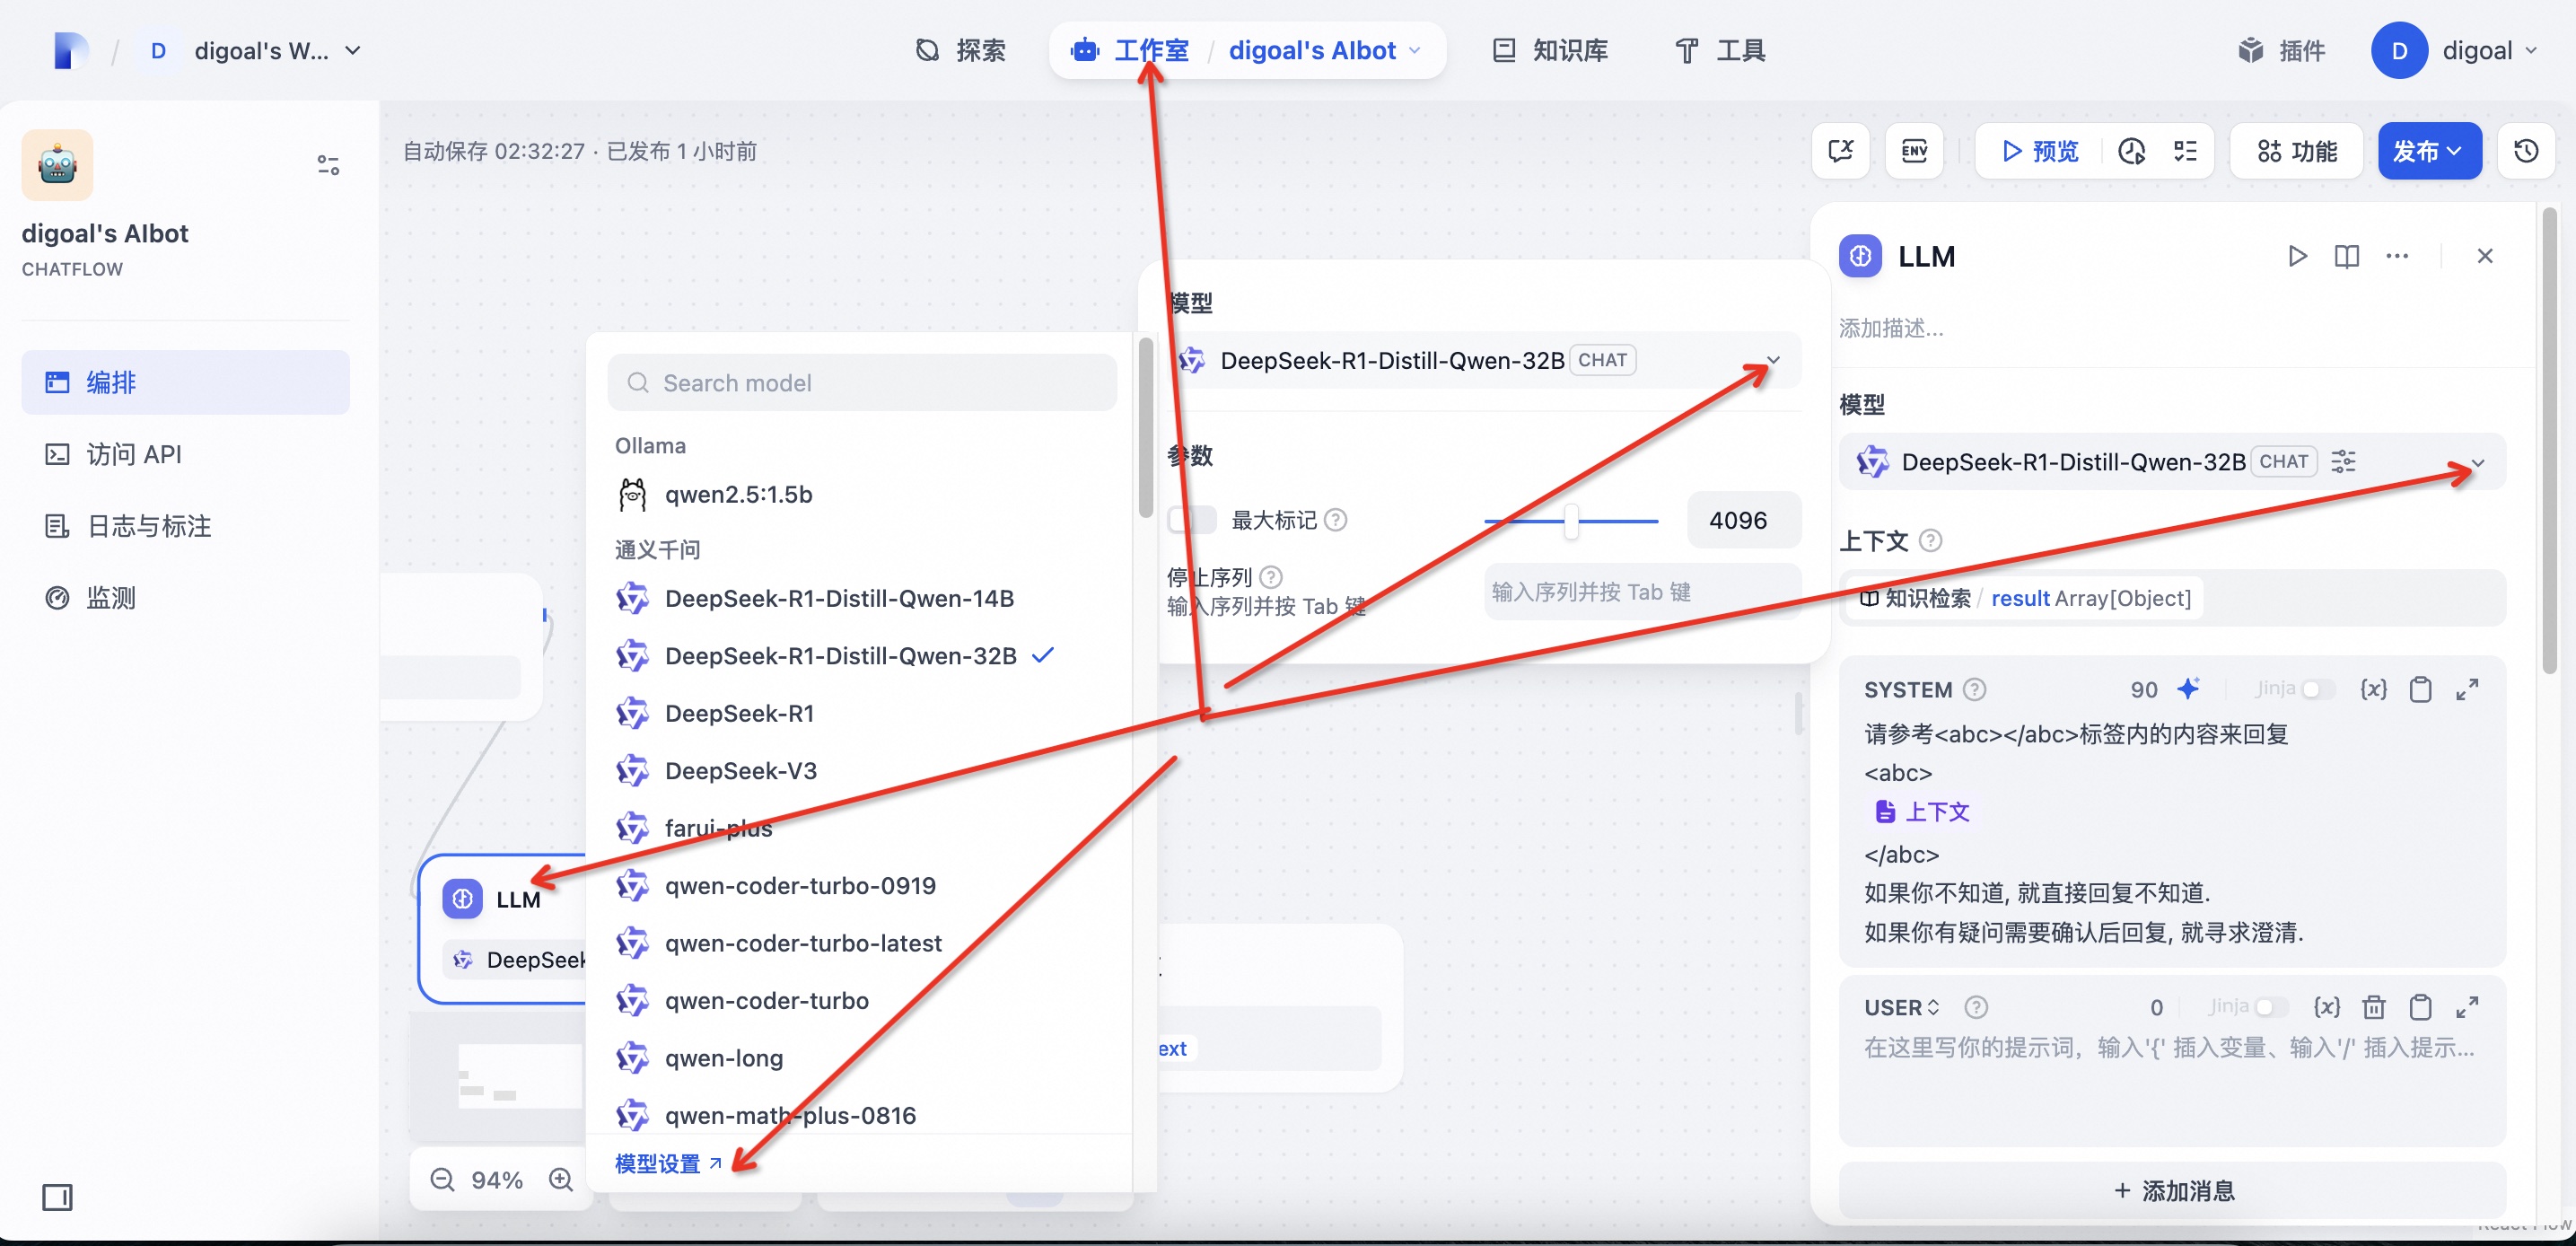 D digoal's W...
探索
工作室 / digoal's AIbot
知识库
工具
插件
D digoal
digoal's AIbot
CHATFLOW
编排
访问 API
日志与标注
监测
自动保存 02:32:27 · 已发布 1 小时前
ENV
预览
功能
发布
LLM
DeepSeek
94%
Search model
Ollama
qwen2.5:1.5b
通义千问
DeepSeek-R1-Distill-Qwen-14B
DeepSeek-R1-Distill-Qwen-32B
DeepSeek-R1
DeepSeek-V3
farui-plus
qwen-coder-turbo-0919
qwen-coder-turbo-latest
qwen-coder-turbo
qwen-long
qwen-math-plus-0816
模型设置
模型
DeepSeek-R1-Distill-Qwen-32B CHAT
参数
最大标记
4096
停止序列
输入序列并按 Tab 键
输入序列并按 Tab 键
ext
LLM
添加描述...
模型
DeepSeek-R1-Distill-Qwen-32B CHAT
上下文
知识检索 / result Array[Object]
SYSTEM 90 Jinja {x}
请参考<abc></abc>标签内的内容来回复
<abc>
上下文
</abc>
如果你不知道, 就直接回复不知道.
如果你有疑问需要确认后回复, 就寻求澄清.
USER 0 Jinja {x}
在这里写你的提示词，输入'{' 插入变量、输入'/' 插入提示...
+ 添加消息
React Flow